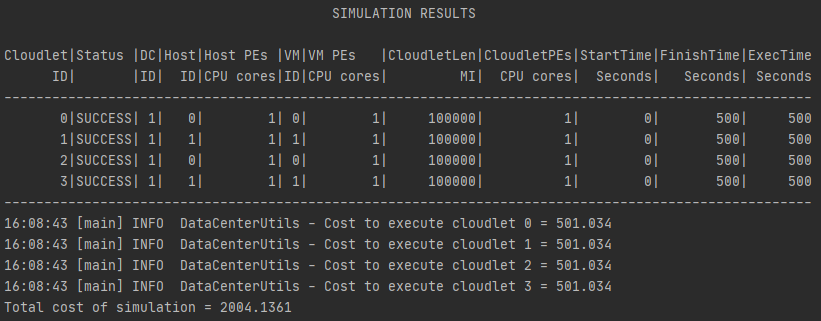 SIMULATION RESULTS
Cloudlet|Status |DC|Host|Host PEs |VM|VM PEs   |CloudletLen|CloudletPEs|StartTime|FinishTime|ExecTime
      ID|       |ID|  ID|CPU cores|ID|CPU cores|         MI|  CPU cores|  Seconds|   Seconds| Seconds
-----------------------------------------------------------------------------------------------------
       0|SUCCESS| 1|   0|        1| 0|        1|     100000|          1|        0|       500|     500
       1|SUCCESS| 1|   1|        1| 1|        1|     100000|          1|        0|       500|     500
       2|SUCCESS| 1|   0|        1| 0|        1|     100000|          1|        0|       500|     500
       3|SUCCESS| 1|   1|        1| 1|        1|     100000|          1|        0|       500|     500
-----------------------------------------------------------------------------------------------------
16:08:43 [main] INFO  DataCenterUtils - Cost to execute cloudlet 0 = 501.034
16:08:43 [main] INFO  DataCenterUtils - Cost to execute cloudlet 1 = 501.034
16:08:43 [main] INFO  DataCenterUtils - Cost to execute cloudlet 2 = 501.034
16:08:43 [main] INFO  DataCenterUtils - Cost to execute cloudlet 3 = 501.034
Total cost of simulation = 2004.1361